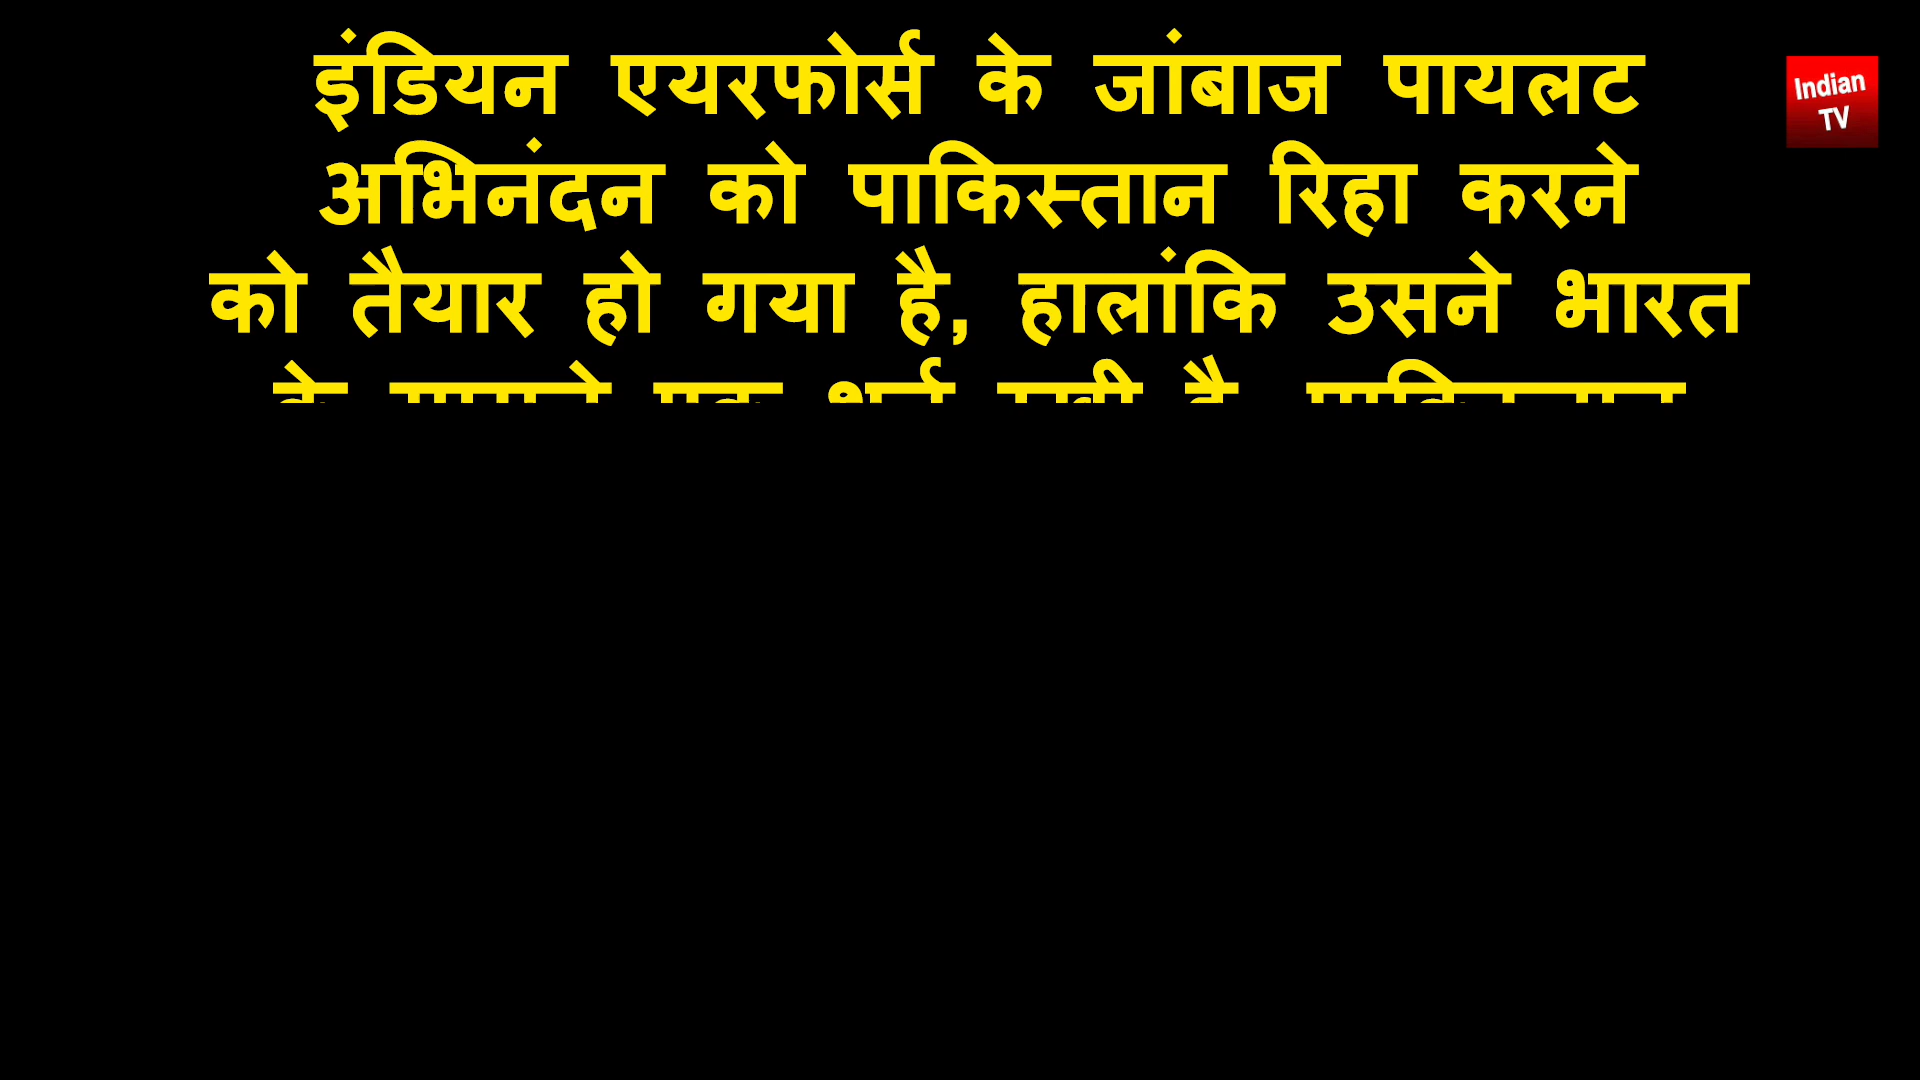 इंडियन एयरफोर्स के जांबाज पायलट
अभिनंदन को पाकिस्तान रिहा करने
को तैयार हो गया है, हालांकि उसने भारत
Indian
TV